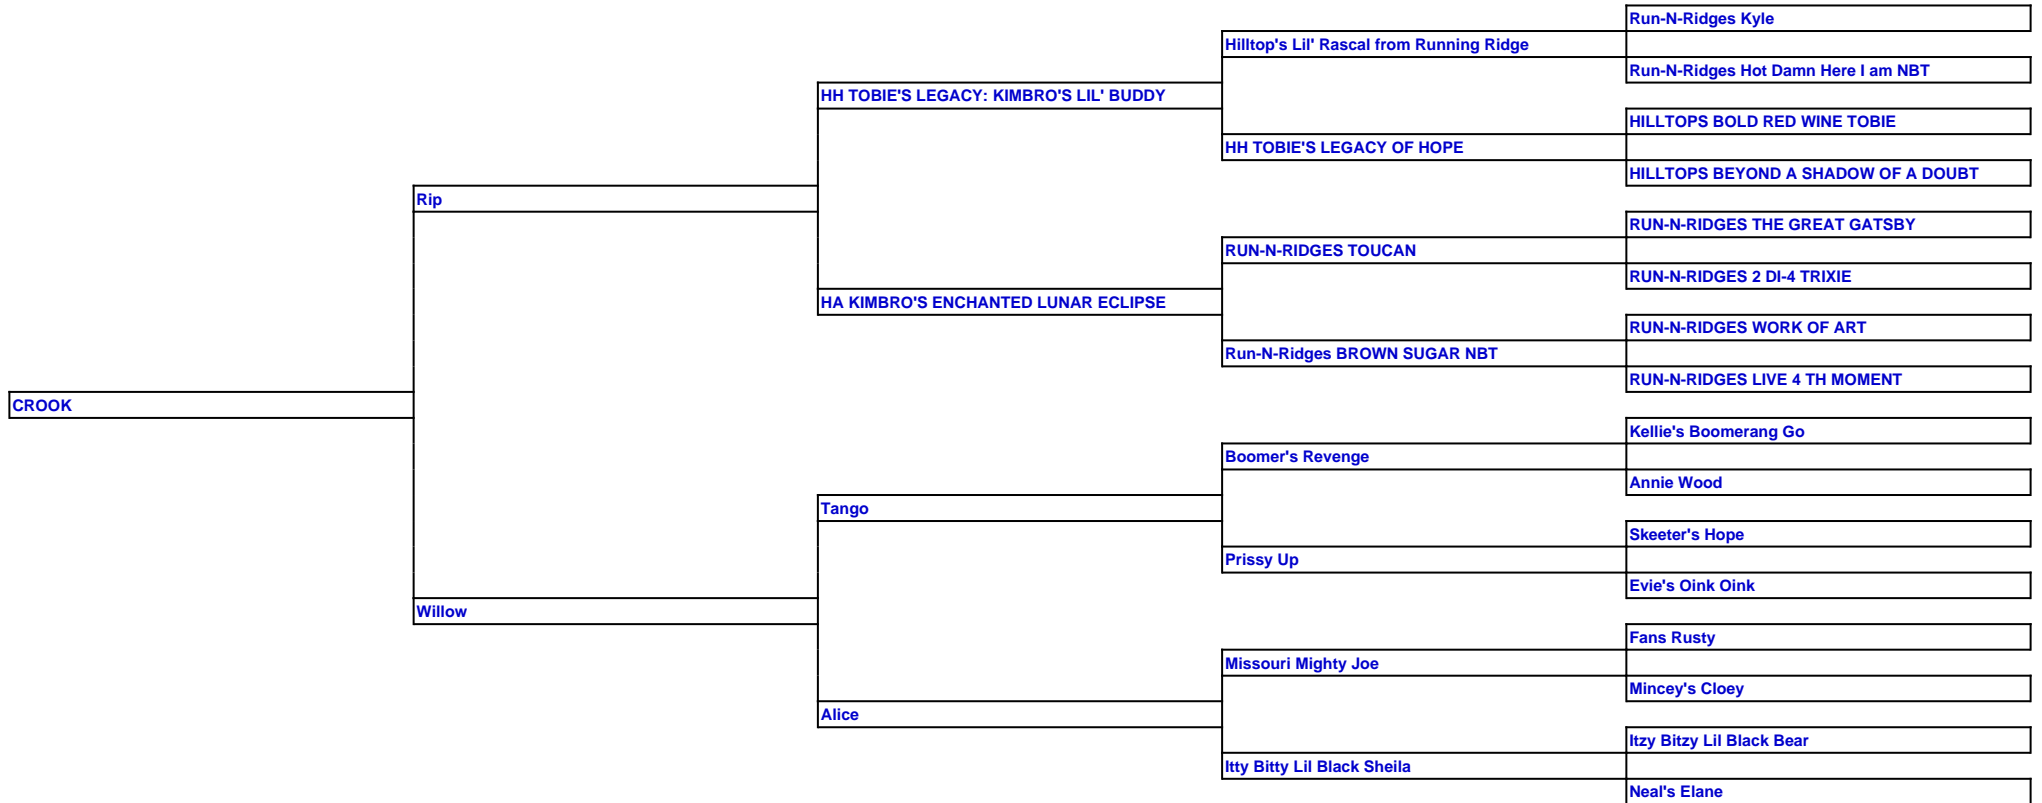 Run-N-Ridges Kyle
Hilltop's Lil' Rascal from Running Ridge
Run-N-Ridges Hot Damn Here I am NBT
HH TOBIE'S LEGACY: KIMBRO'S LIL' BUDDY
HILLTOPS BOLD RED WINE TOBIE
HH TOBIE'S LEGACY OF HOPE
HILLTOPS BEYOND A SHADOW OF A DOUBT
Rip
RUN-N-RIDGES THE GREAT GATSBY
RUN-N-RIDGES TOUCAN
RUN-N-RIDGES 2 DI-4 TRIXIE
HA KIMBRO'S ENCHANTED LUNAR ECLIPSE
RUN-N-RIDGES WORK OF ART
Run-N-Ridges BROWN SUGAR NBT
RUN-N-RIDGES LIVE 4 TH MOMENT
CROOK
Kellie's Boomerang Go
Boomer's Revenge
Annie Wood
Tango
Skeeter's Hope
Prissy Up
Evie's Oink Oink
Willow
Fans Rusty
Missouri Mighty Joe
Mincey's Cloey
Alice
Itzy Bitzy Lil Black Bear
Itty Bitty Lil Black Sheila
Neal's Elane